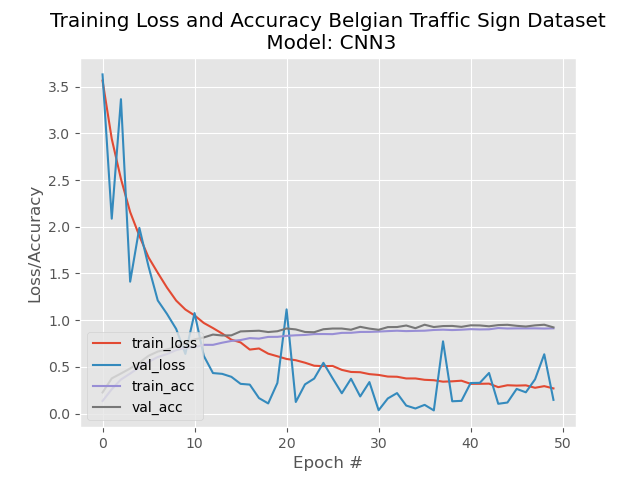 Training Loss and Accuracy Belgian Traffic Sign Dataset
Model: CNN3
3.5
3.0
2.5
2.0
1.5
1.0
0.5
0.0
Loss/Accuracy
train_loss
val_loss
train_acc
val_acc
0
10
20
30
40
50
Epoch #